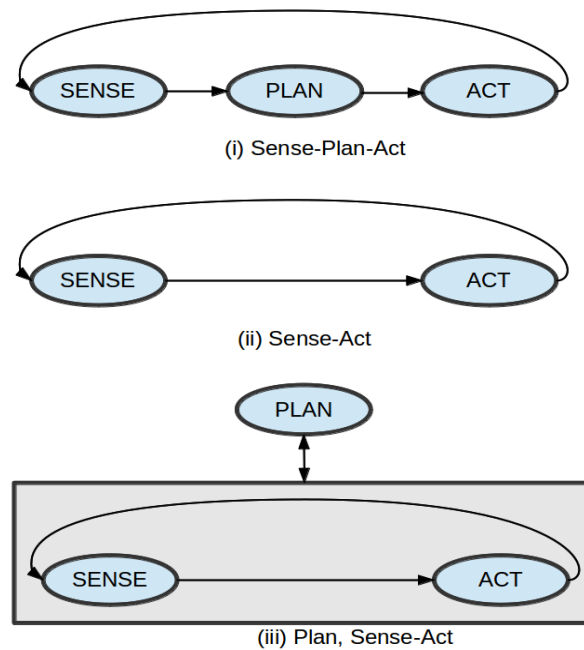 SENSE PLAN ACT
(i) Sense-Plan-Act
SENSE ACT
(ii) Sense-Act
PLAN
SENSE ACT
(iii) Plan, Sense-Act